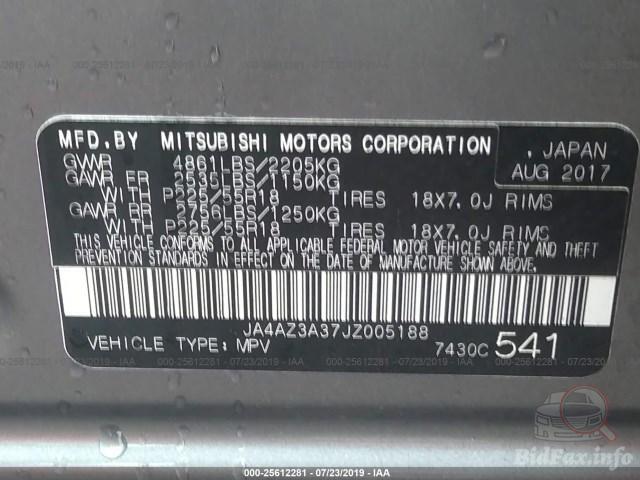 MFD.BY MITSUBISHI MOTORS CORPORATION , JAPAN
GVWR 4861LBS/2205KG AUG 2017
GAWR FR 2535LBS/1150KG
WITH P225/55R18 TIRES 18X7.0J RIMS
GAWR RR 2756LBS/1250KG
WITH P225/55R18 TIRES 18X7.0J RIMS
THIS VEHICLE CONFORMS TO ALL APPLICABLE FEDERAL MOTOR VEHICLE SAFETY AND THEFT
PREVENTION STANDARDS IN EFFECT ON THE DATE OF MANUFACTURE SHOWN ABOVE.
JA4AZ3A37JZ005188
VEHICLE TYPE:MPV 7430C 541
000-25612281 - 07/23/2019 - IAA
BidFax.info